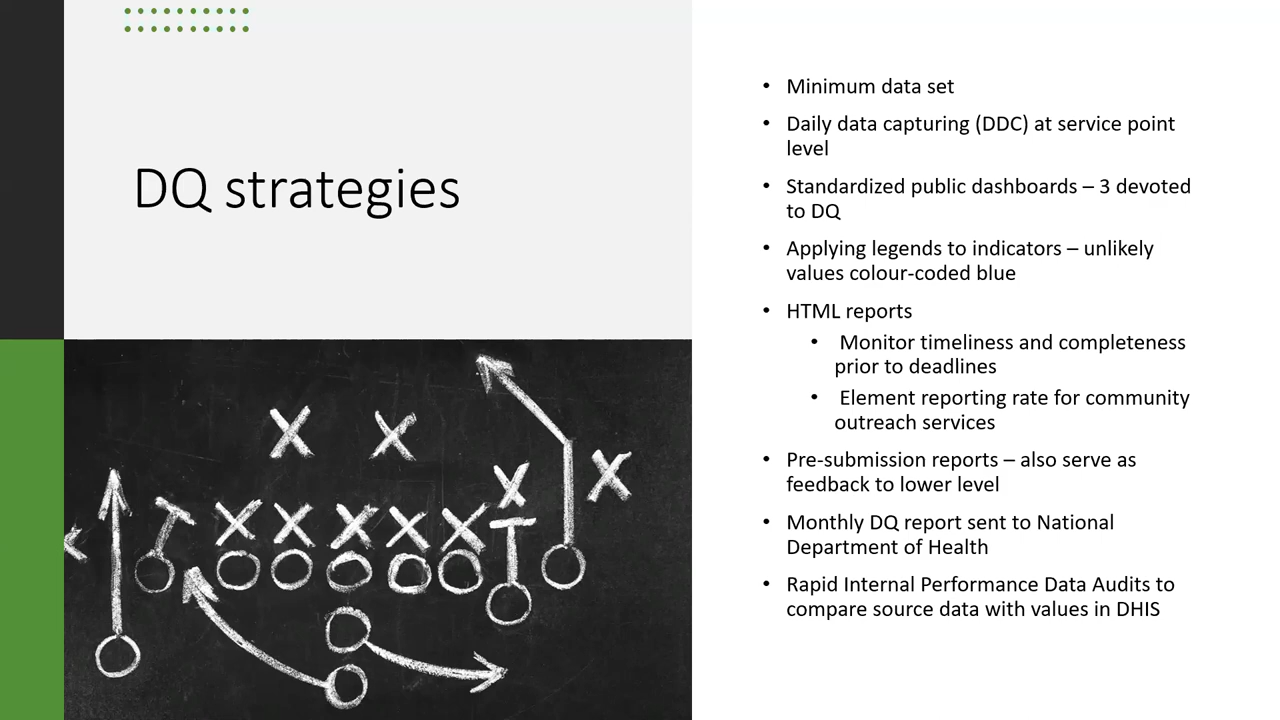 DQ strategies
• Minimum data set
• Daily data capturing (DDC) at service point
level
• Standardized public dashboards – 3 devoted
to DQ
• Applying legends to indicators – unlikely
values colour-coded blue
• HTML reports
• Monitor timeliness and completeness
prior to deadlines
• Element reporting rate for community
outreach services
• Pre-submission reports – also serve as
feedback to lower level
• Monthly DQ report sent to National
Department of Health
• Rapid Internal Performance Data Audits to
compare source data with values in DHIS